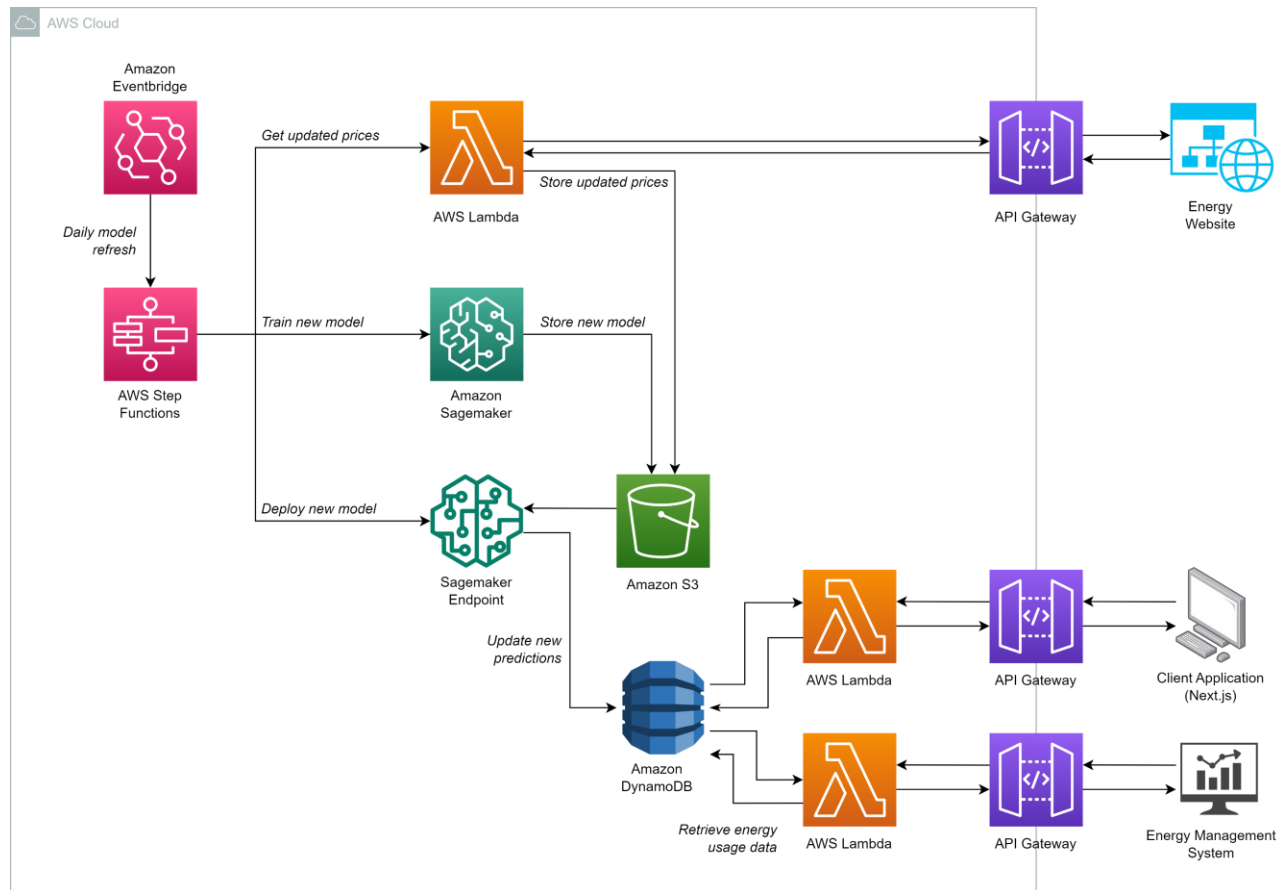 AWS Cloud
Amazon
Eventbridge
Get updated prices
Store updated prices
AWS Lambda
API Gateway
Energy
Website
Daily model
refresh
Train new model
Store new model
AWS Step
Functions
Amazon
Sagemaker
Deploy new model
Sagemaker
Endpoint
Amazon S3
Update new
predictions
AWS Lambda
API Gateway
Client Application
(Next.js)
Amazon
DynamoDB
Retrieve energy
usage data
AWS Lambda
API Gateway
Energy Management
System